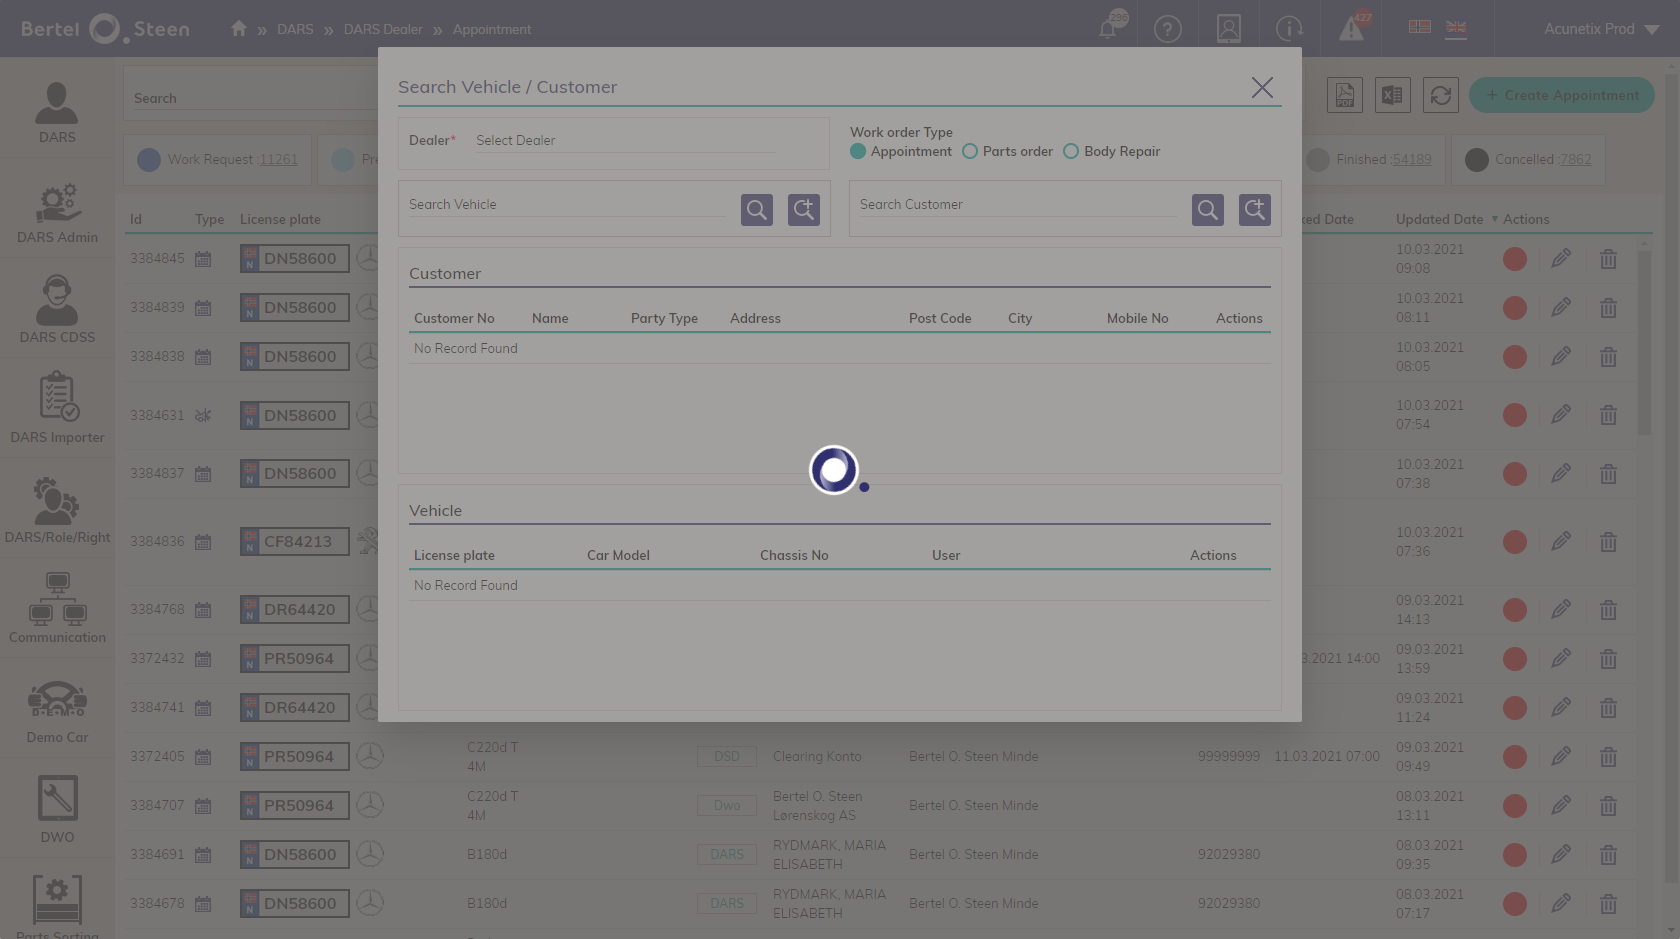 Bertel O. Steen
» DARS » DARS Dealer » Appointment
236
427
Acunetix Prod
DARS
DARS Admin
DARS CDSS
DARS Importer
DARS/Role/Right
Communication
DEMO
Demo Car
DWO
Parts Sorting
Search
PDF
+ Create Appointment
Work Request :11261
Pre
Finished :54189
Cancelled :7862
Search Vehicle / Customer
Dealer* Select Dealer
Work order Type
Appointment Parts order Body Repair
Search Vehicle
Search Customer
Customer
Customer No Name Party Type Address Post Code City Mobile No Actions
No Record Found
Vehicle
License plate Car Model Chassis No User Actions
No Record Found
Id Type License plate ked Date Updated Date Actions
3384845 N DN58600 10.03.2021 09:08
3384839 N DN58600 10.03.2021 08:11
3384838 N DN58600 10.03.2021 08:05
3384631 N DN58600 10.03.2021 07:54
3384837 N DN58600 10.03.2021 07:38
3384836 N CF84213 10.03.2021 07:36
3384768 N DR64420 09.03.2021 14:13
3372432 N PR50964 3.2021 14:00 09.03.2021 13:59
3384741 N DR64420 09.03.2021 11:24
3372405 N PR50964 C220d T 4M DSD Clearing Konto Bertel O. Steen Minde 99999999 11.03.2021 07:00 09.03.2021 09:49
3384707 N PR50964 C220d T 4M Dwo Bertel O. Steen Lørenskog AS Bertel O. Steen Minde 08.03.2021 13:11
3384691 N DN58600 B180d DARS RYDMARK, MARIA ELISABETH Bertel O. Steen Minde 92029380 08.03.2021 09:35
3384678 N DN58600 B180d DARS RYDMARK, MARIA ELISABETH Bertel O. Steen Minde 92029380 08.03.2021 07:17